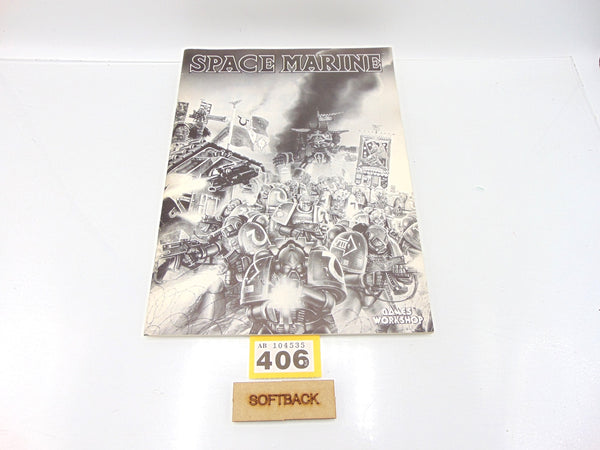 SPACE MARINE
GAMES
WORKSHOP
AB 104535
406
SOFTBACK